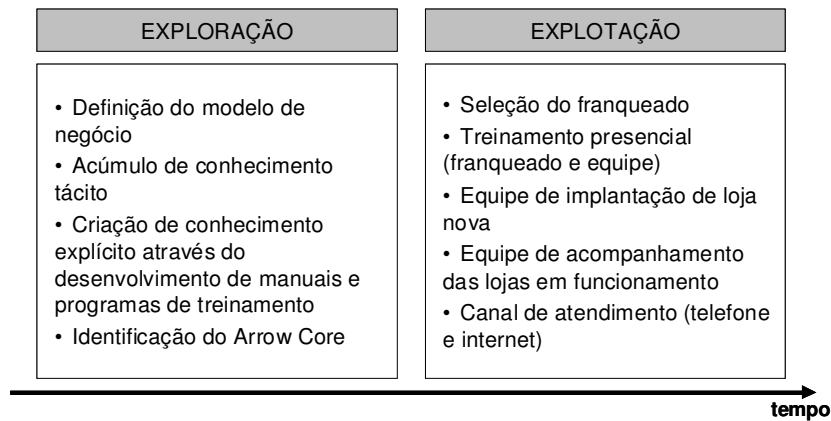 EXPLORAÇÃO
• Definição do modelo de
negócio
• Acúmulo de conhecimento
tácito
• Criação de conhecimento
explícito através do
desenvolvimento de manuais e
programas de treinamento
• Identificação do Arrow Core
EXPLOTAÇÃO
• Seleção do franqueado
• Treinamento presencial
(franqueado e equipe)
• Equipe de implantação de loja
nova
• Equipe de acompanhamento
das lojas em funcionamento
• Canal de atendimento (telefone
e internet)
tempo